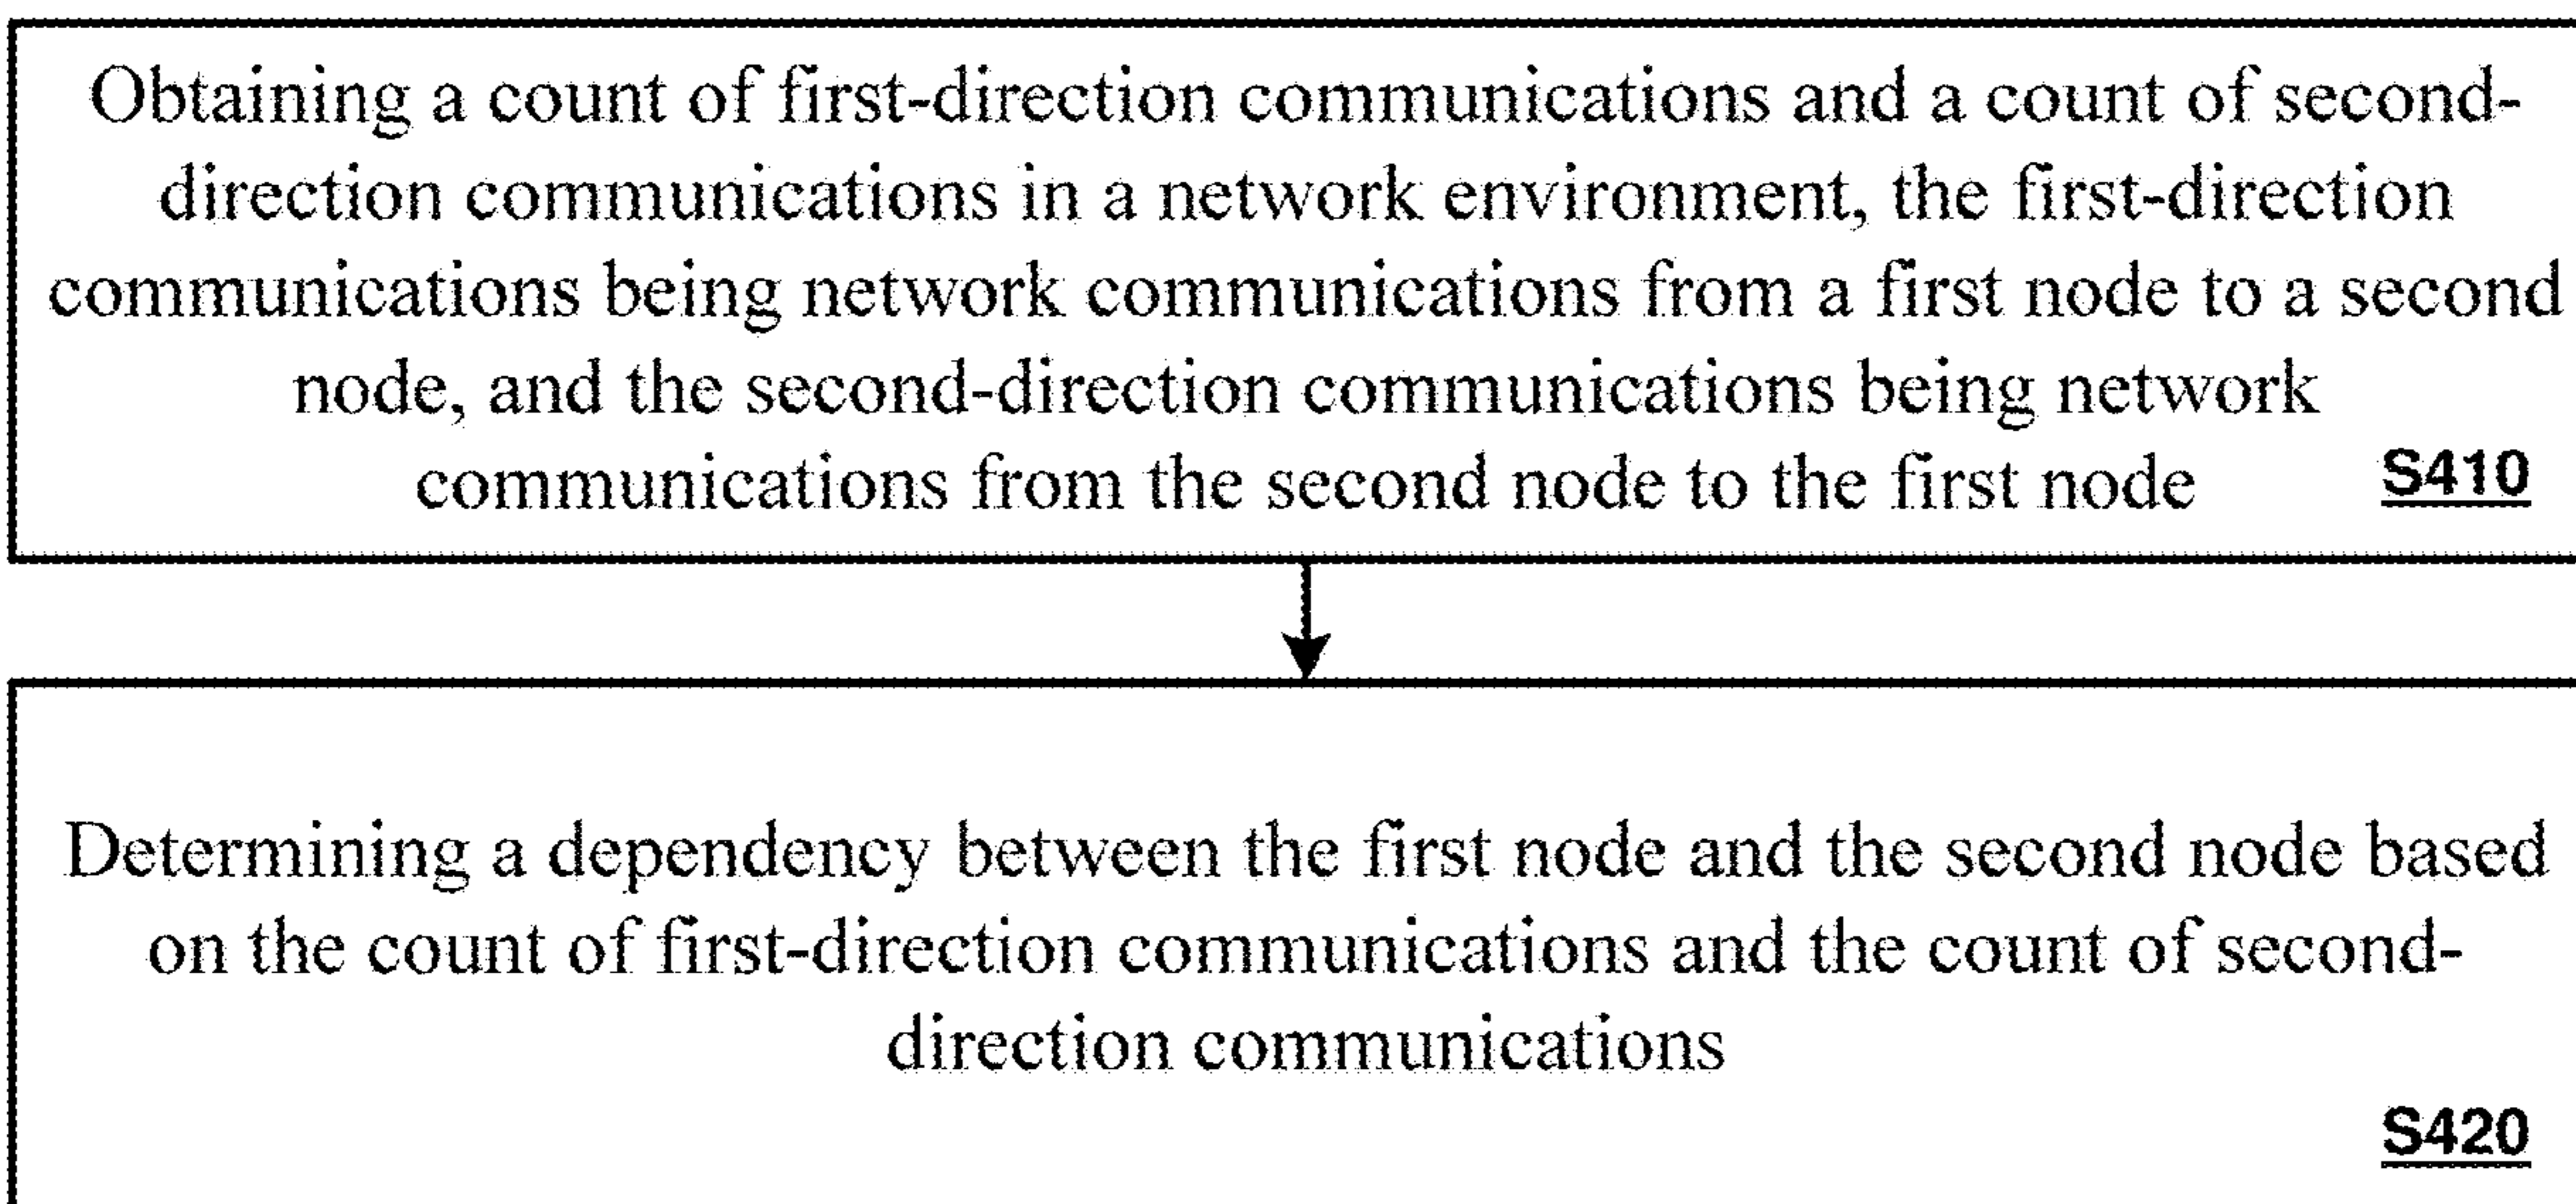 Obtaining a count of first-direction communications and a count of second-
direction communications in a network environment, the first-direction
communications being network communications from a first node to a second
node, and the second-direction communications being network
communications from the second node to the first node S410
Determining a dependency between the first node and the second node based
on the count of first-direction communications and the count of second-
direction communications
S420